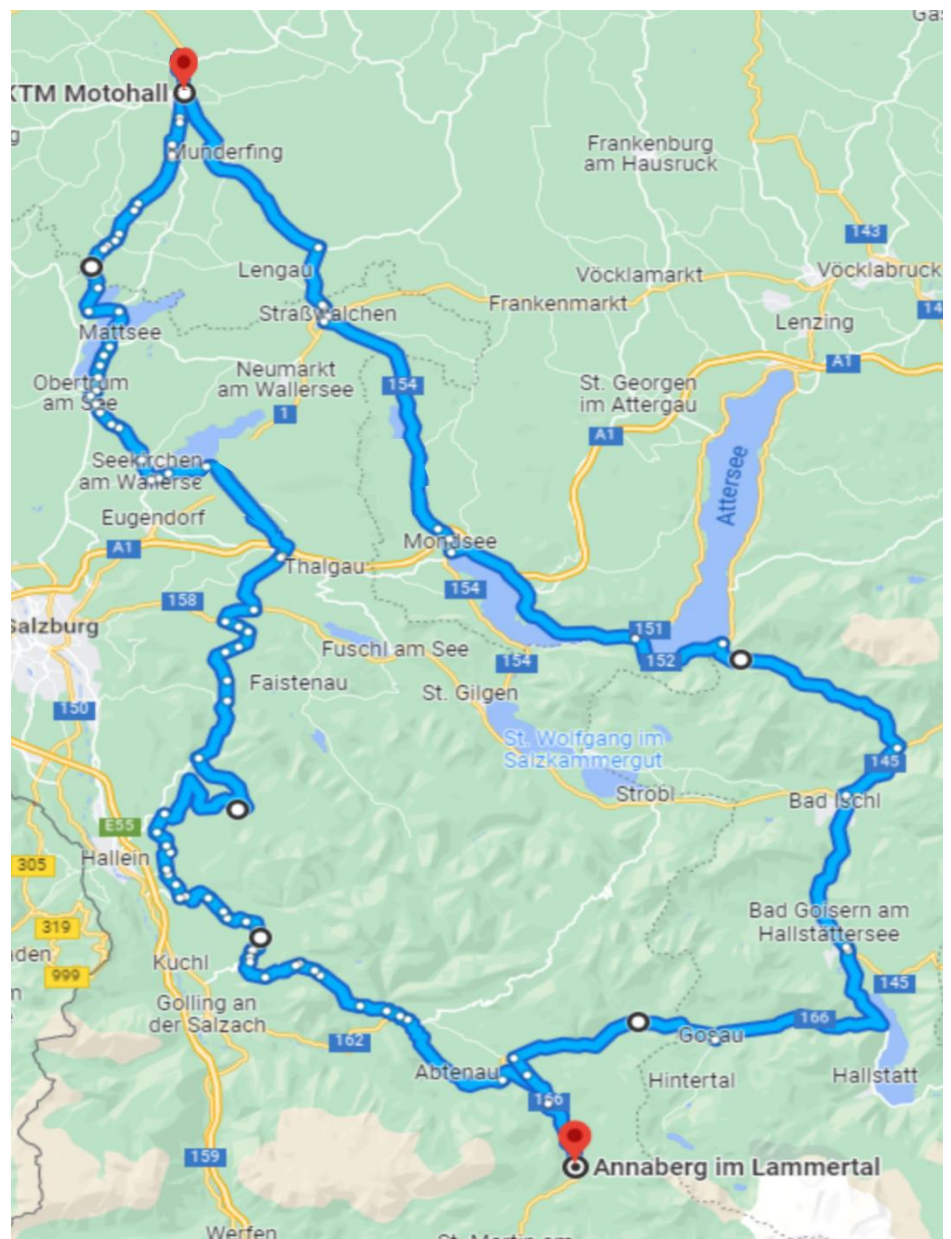 KTM Motohall
Munderfing
Frankenburg
am Hausruck
143
Lengau
Vöcklamarkt
Vöcklabruck
Frankenmarkt
Straßwalchen
Lenzing
Mattsee
A1
Neumarkt
am Wallersee
Obertrum
am See
154
St. Georgen
im Attergau
1
A1
Seekirchen
am Wallerse
Attersee
Eugendorf
A1
Mondsee
Thalgau
154
158
Salzburg
151
Fuschl am See
154
152
Faistenau
St. Gilgen
150
St. Wolfgang im
Salzkammergut
145
Strobl
Bad Ischl
E55
Hallein
305
Bad Goisern am
Hallstättersee
319
Kuchl
999
145
Golling an
der Salzach
166
162
Gosau
Abtenau
Hintertal
Hallstatt
166
159
Annaberg im Lammertal
Werfen
St. Martin am